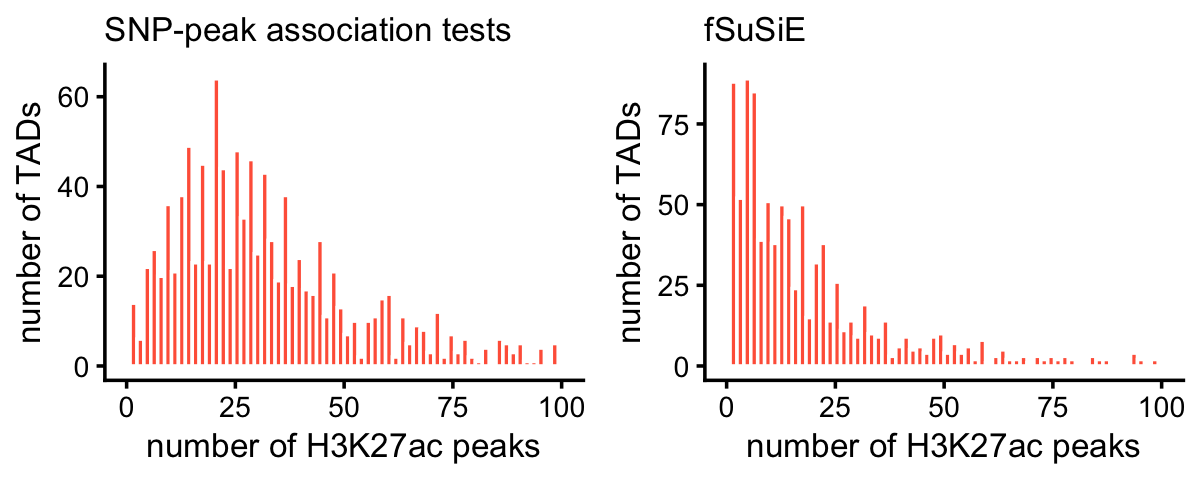 SNP-peak association tests
number of TADs
60
40
20
0
0 25 50 75 100
number of H3K27ac peaks
fSuSiE
number of TADs
75
50
25
0
0 25 50 75 100
number of H3K27ac peaks